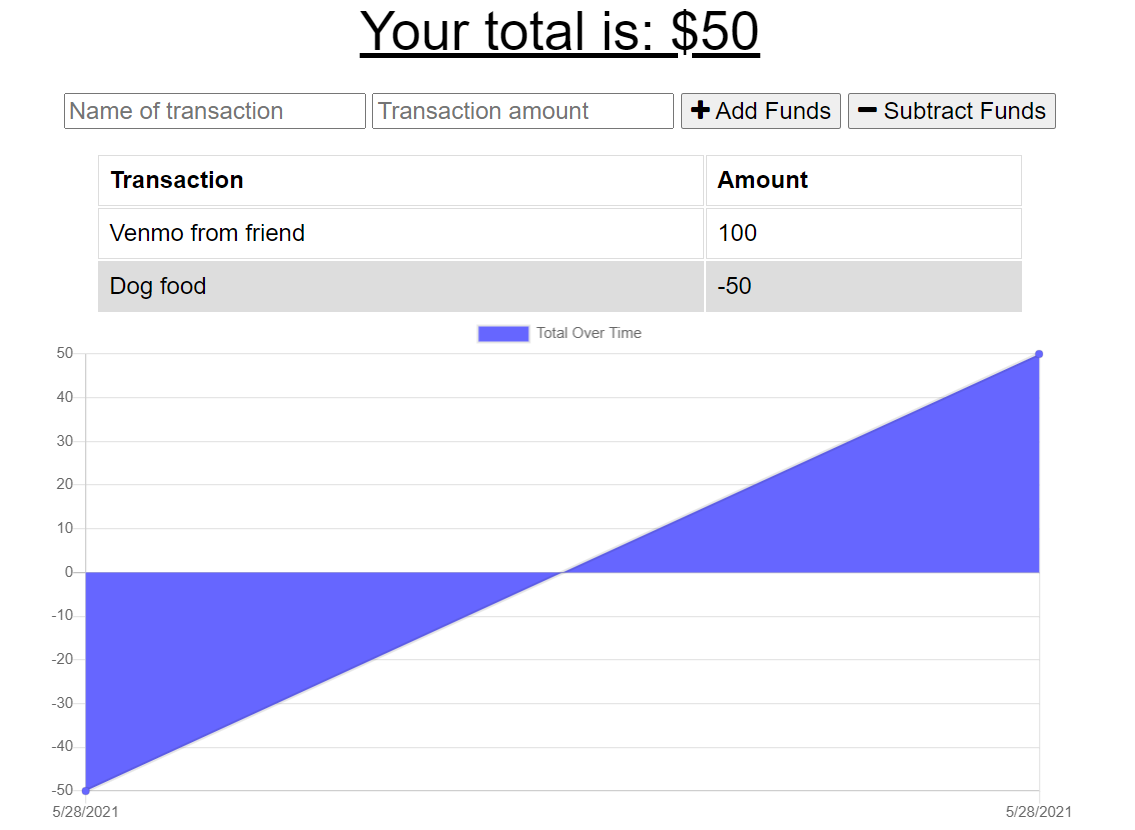 Your total is: $50
Name of transaction Transaction amount Add Funds Subtract Funds
Transaction Amount
Venmo from friend 100
Dog food -50
Total Over Time
50
40
30
20
10
0
-10
-20
-30
-40
-50
5/28/2021 5/28/2021